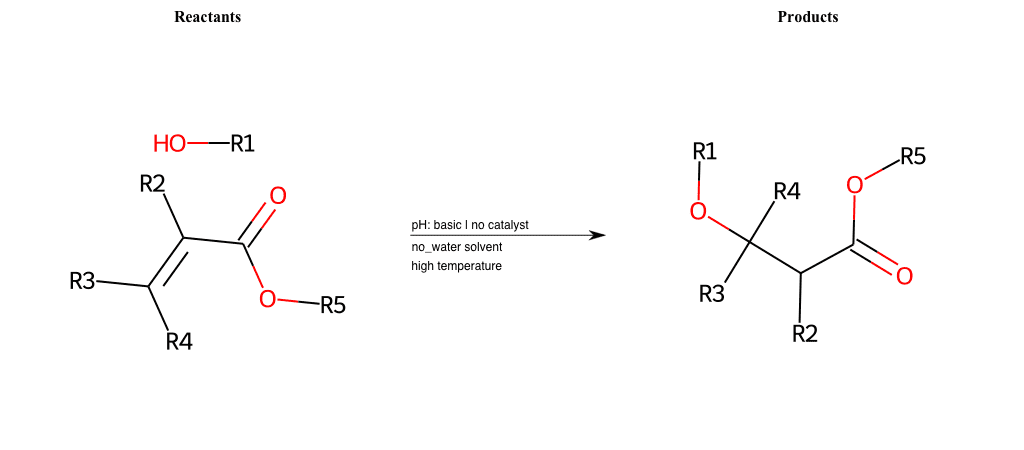 Reactants
Products
HO R1
R2
O
R3
O R5
R4
pH: basic | no catalyst
no_water solvent
high temperature
R1
R5
O
R4
O
R3
O
R2